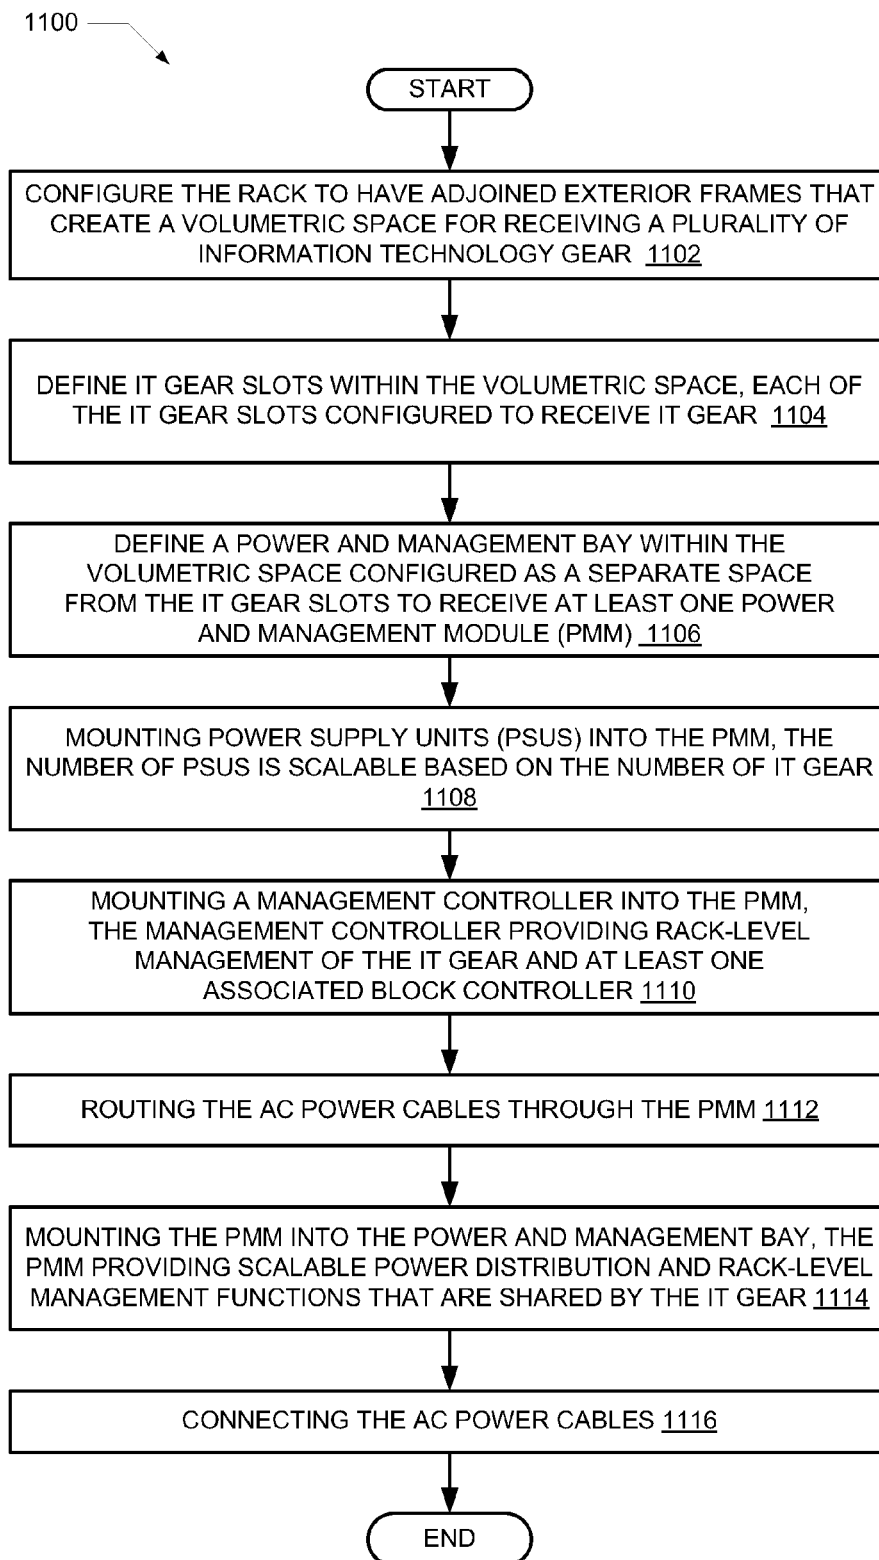 1100
START
CONFIGURE THE RACK TO HAVE ADJOINED EXTERIOR FRAMES THAT
CREATE A VOLUMETRIC SPACE FOR RECEIVING A PLURALITY OF
INFORMATION TECHNOLOGY GEAR 1102
DEFINE IT GEAR SLOTS WITHIN THE VOLUMETRIC SPACE, EACH OF
THE IT GEAR SLOTS CONFIGURED TO RECEIVE IT GEAR 1104
DEFINE A POWER AND MANAGEMENT BAY WITHIN THE
VOLUMETRIC SPACE CONFIGURED AS A SEPARATE SPACE
FROM THE IT GEAR SLOTS TO RECEIVE AT LEAST ONE POWER
AND MANAGEMENT MODULE (PMM) 1106
MOUNTING POWER SUPPLY UNITS (PSUS) INTO THE PMM, THE
NUMBER OF PSUS IS SCALABLE BASED ON THE NUMBER OF IT GEAR
1108
MOUNTING A MANAGEMENT CONTROLLER INTO THE PMM,
THE MANAGEMENT CONTROLLER PROVIDING RACK-LEVEL
MANAGEMENT OF THE IT GEAR AND AT LEAST ONE
ASSOCIATED BLOCK CONTROLLER 1110
ROUTING THE AC POWER CABLES THROUGH THE PMM 1112
MOUNTING THE PMM INTO THE POWER AND MANAGEMENT BAY, THE
PMM PROVIDING SCALABLE POWER DISTRIBUTION AND RACK-LEVEL
MANAGEMENT FUNCTIONS THAT ARE SHARED BY THE IT GEAR 1114
CONNECTING THE AC POWER CABLES 1116
END